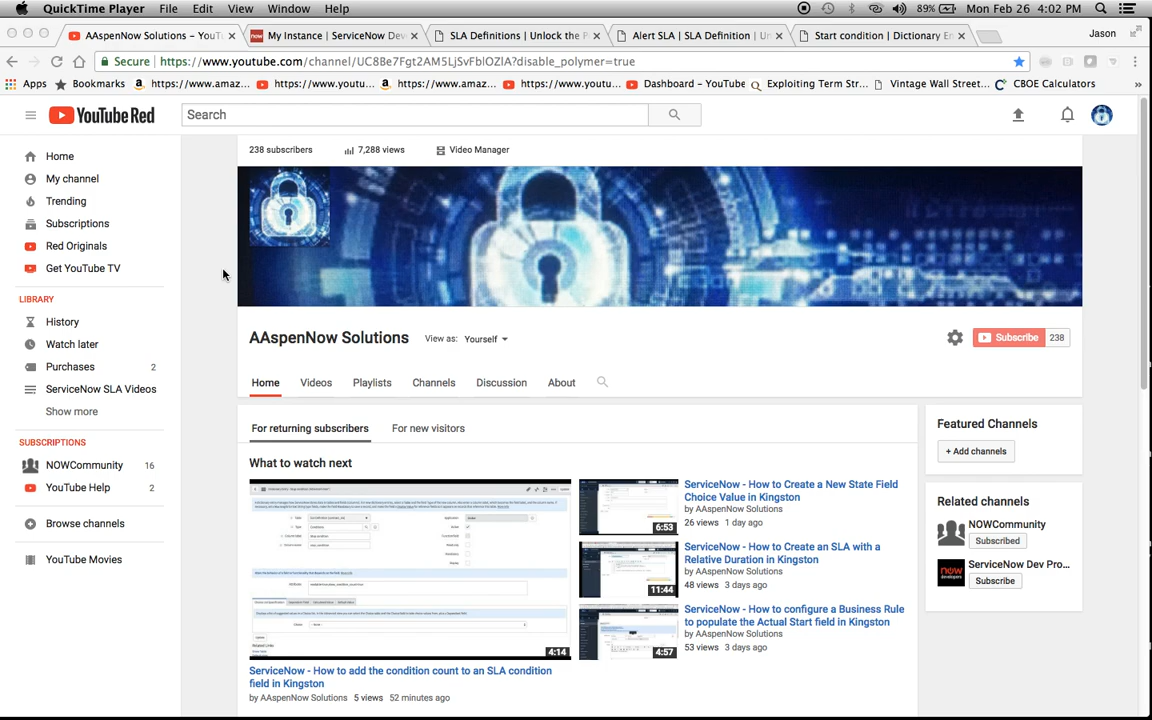 QuickTime Player File Edit View Window Help 89% Mon Feb 26 4:02 PM
AAspenNow Solutions – YouTu My Instance | ServiceNow Dev SLA Definitions | Unlock the P Alert SLA | SLA Definition | Un Start condition | Dictionary En Jason
Secure https://www.youtube.com/channel/UC8Be7Fgt2AM5LjSvFblOZlA?disable_polymer=true
Apps Bookmarks https://www.amaz... https://www.youtu... https://www.amaz... https://www.youtu... Dashboard – YouTube Exploiting Term Str... Vintage Wall Street... CBOE Calculators »
YouTube Red Search
238 subscribers 7,288 views Video Manager
Home
My channel
Trending
Subscriptions
Red Originals
Get YouTube TV
LIBRARY
History
Watch later
Purchases 2
ServiceNow SLA Videos
Show more
SUBSCRIPTIONS
NOWCommunity 16
YouTube Help 2
Browse channels
YouTube Movies
AAspenNow Solutions View as: Yourself Subscribe 238
Home Videos Playlists Channels Discussion About
For returning subscribers For new visitors
What to watch next
4:14
ServiceNow - How to add the condition count to an SLA condition
field in Kingston
by AAspenNow Solutions 5 views 52 minutes ago
6:53
ServiceNow - How to Create a New State Field
Choice Value in Kingston
by AAspenNow Solutions
26 views 1 day ago
11:44
ServiceNow - How to Create an SLA with a
Relative Duration in Kingston
by AAspenNow Solutions
48 views 3 days ago
4:57
ServiceNow - How to configure a Business Rule
to populate the Actual Start field in Kingston
by AAspenNow Solutions
53 views 3 days ago
Featured Channels
+ Add channels
Related channels
NOWCommunity
Subscribed
now
developers
ServiceNow Dev Pro...
Subscribe